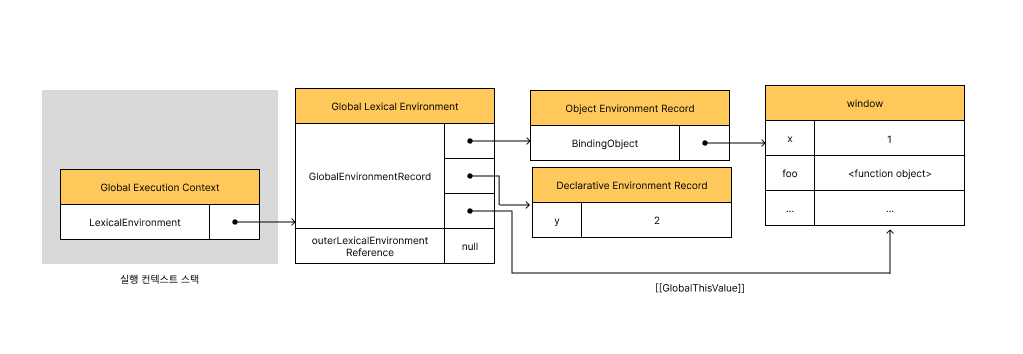 Global Execution Context
LexicalEnvironment
실행 컨텍스트 스택
Global Lexical Environment
GlobalEnvironmentRecord
outerLexicalEnvironment
Reference
null
Object Environment Record
BindingObject
Declarative Environment Record
y 2
window
x 1
foo <function object>
... ...
[[GlobalThisValue]]